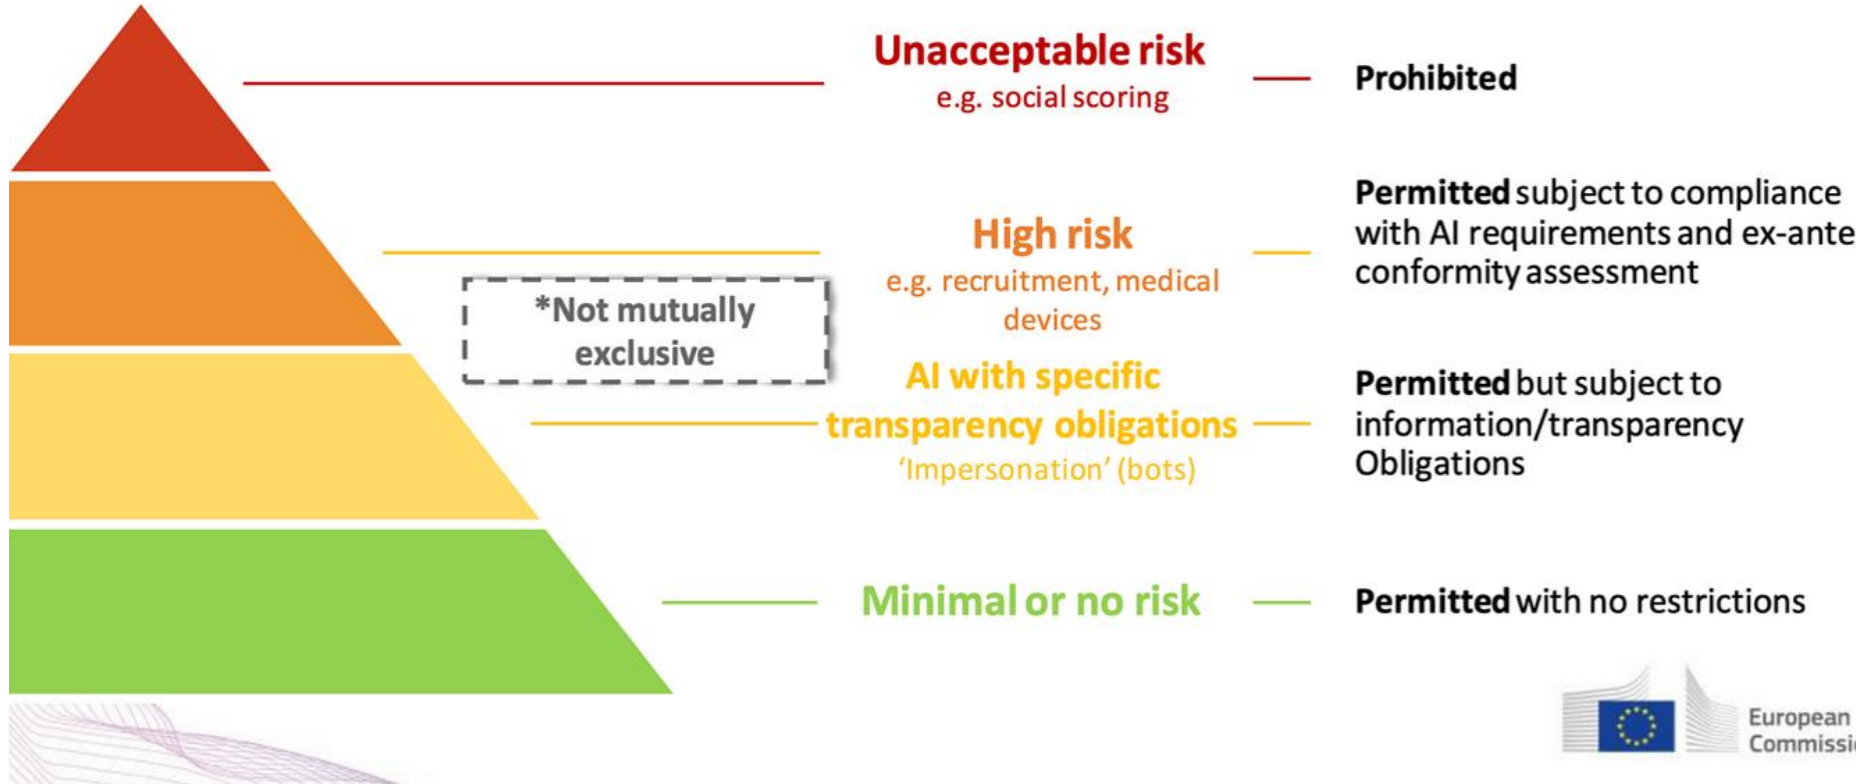 Unacceptable risk
e.g. social scoring
Prohibited
High risk
e.g. recruitment, medical
devices
Permitted subject to compliance
with AI requirements and ex-ante
conformity assessment
*Not mutually
exclusive
AI with specific
transparency obligations
‘Impersonation’ (bots)
Permitted but subject to
information/transparency
Obligations
Minimal or no risk
Permitted with no restrictions
European